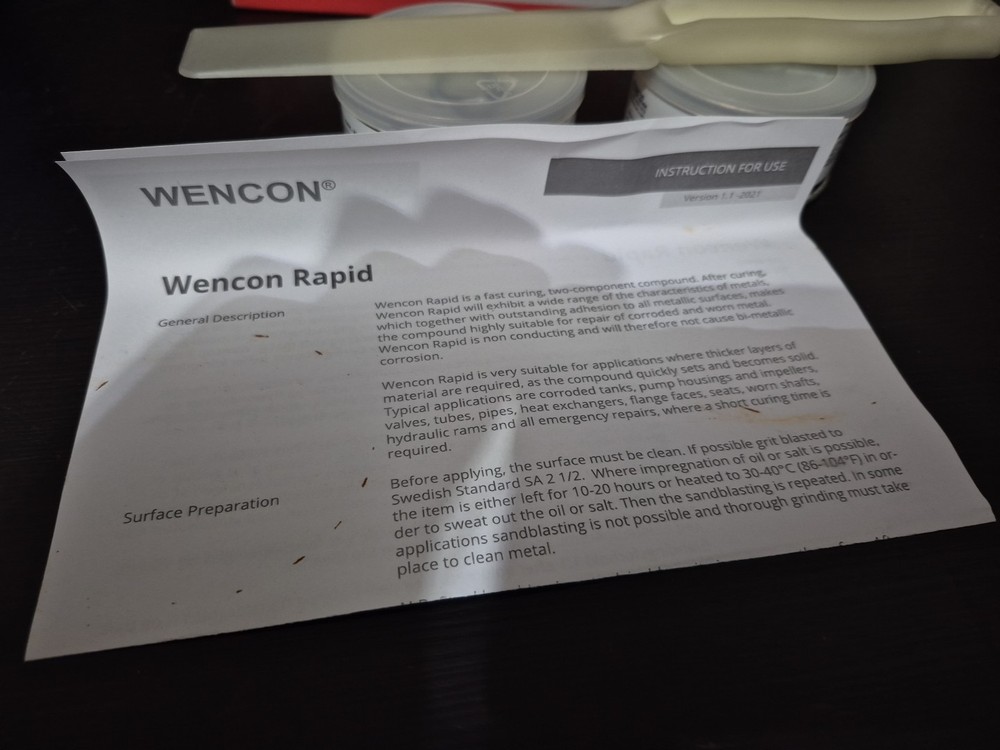 WENCON®
INSTRUCTION FOR USE
Version 1.1 -2021
Wencon Rapid
General Description
Wencon Rapid is a fast curing, two-component compound. After curing,
Wencon Rapid will exhibit a wide range of the characteristics of metals,
which together with outstanding adhesion to all metallic surfaces, makes
the compound highly suitable for repair of corroded and worn metal.
Wencon Rapid is non conducting and will therefore not cause bi-metallic
corrosion.
Wencon Rapid is very suitable for applications where thicker layers of
material are required, as the compound quickly sets and becomes solid.
Typical applications are corroded tanks, pump housings and impellers,
valves, tubes, pipes, heat exchangers, flange faces, seats, worn shafts,
hydraulic rams and all emergency repairs, where a short curing time is
required.
Surface Preparation
Before applying, the surface must be clean. If possible grit blasted to
Swedish Standard SA 2 1/2. Where impregnation of oil or salt is possible,
the item is either left for 10-20 hours or heated to 30-40°C (86-104°F) in or-
der to sweat out the oil or salt. Then the sandblasting is repeated. In some
applications sandblasting is not possible and thorough grinding must take
place to clean metal.